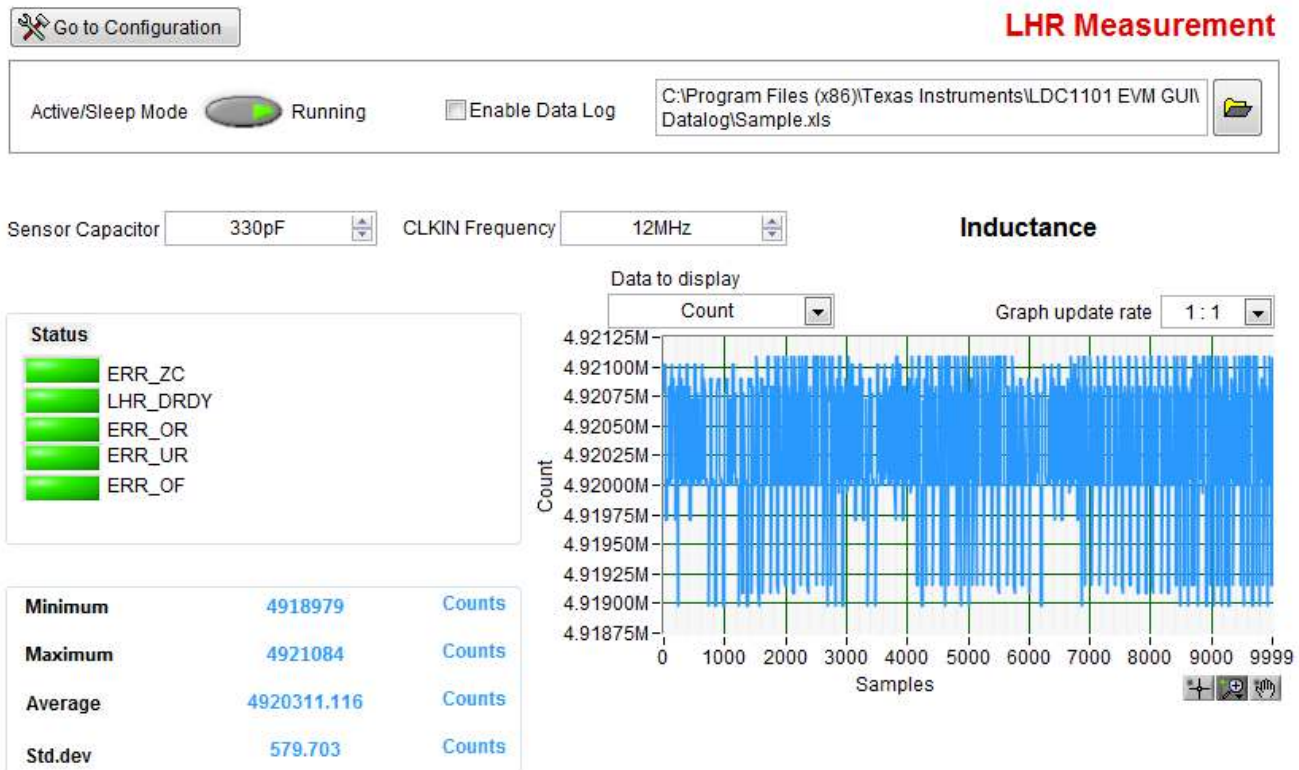 Go to Configuration
LHR Measurement
Active/Sleep Mode
Running
Enable Data Log
C:\Program Files (x86)\Texas Instruments\LDC1101 EVM GUI\
Datalog\Sample.xls
Sensor Capacitor
330pF
CLKIN Frequency
12MHz
Inductance
Data to display
Count
Graph update rate
1 : 1
Status
ERR_ZC
LHR_DRDY
ERR_OR
ERR_UR
ERR_OF
Count
4.92125M
4.92100M
4.92075M
4.92050M
4.92025M
4.92000M
4.91975M
4.91950M
4.91925M
4.91900M
4.91875M
0 1000 2000 3000 4000 5000 6000 7000 8000 9000 9999
Samples
Minimum 4918979 Counts
Maximum 4921084 Counts
Average 4920311.116 Counts
Std.dev 579.703 Counts